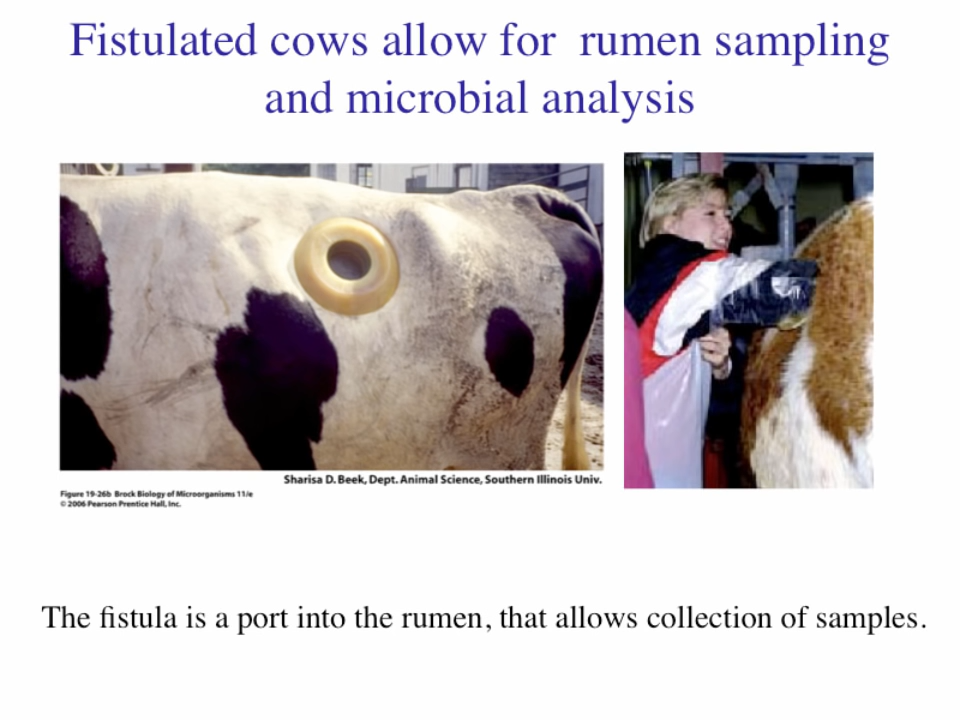 Fistulated cows allow for rumen sampling
and microbial analysis
Sharisa D. Beek, Dept. Animal Science, Southern Illinois Univ.
Figure 19-26b Brock Biology of Microorganisms 11/e
© 2006 Pearson Prentice Hall, Inc.
The fistula is a port into the rumen, that allows collection of samples.